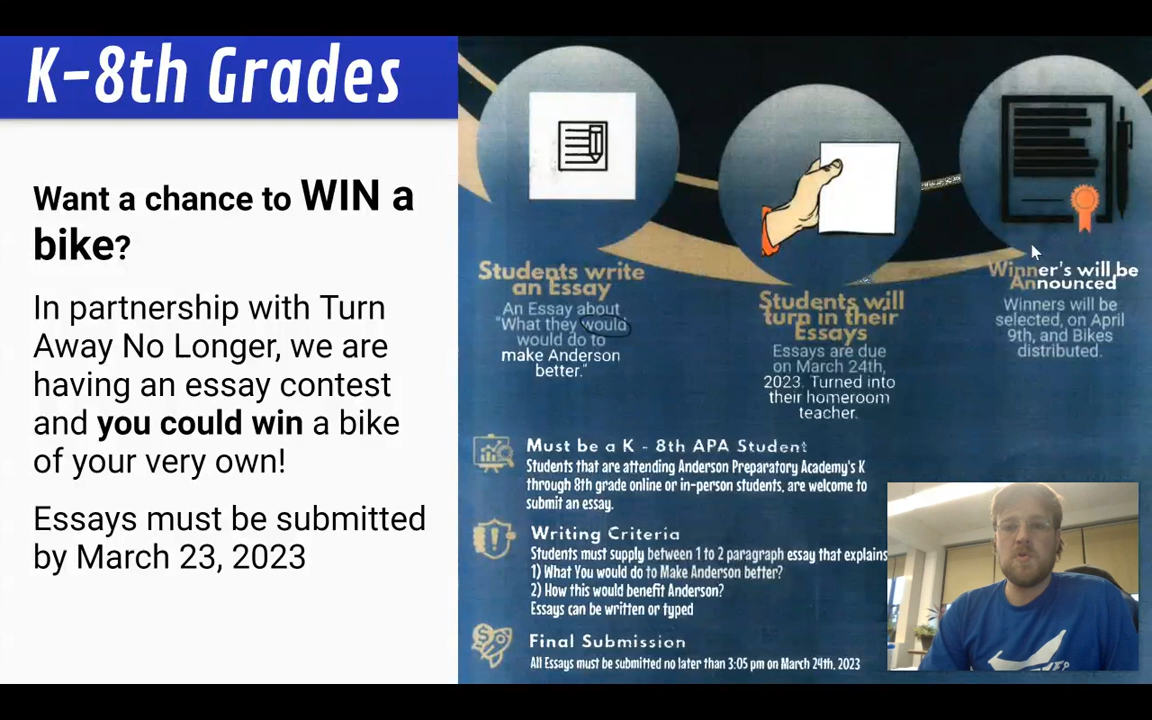 K-8th Grades
Want a chance to WIN a
bike?
In partnership with Turn
Away No Longer, we are
having an essay contest
and you could win a bike
of your very own!
Essays must be submitted
by March 23, 2023
Students write
an Essay
An Essay about
"What they would
would do to
make Anderson
better."
Students will
turn in their
Essays
Essays are due
on March 24th,
2023. Turned into
their homeroom
teacher.
Winner's will be
Announced
Winners will be
selected, on April
9th, and Bikes
distributed.
Must be a K - 8th APA Student
Students that are attending Anderson Preparatory Academy's K
through 8th grade online or in-person students, are welcome to
submit an essay.
Writing Criteria
Students must supply between 1 to 2 paragraph essay that explains
1) What You would do to Make Anderson better?
2) How this would benefit Anderson?
Essays can be written or typed
Final Submission
All Essays must be submitted no later than 3:05 pm on March 24th, 2023